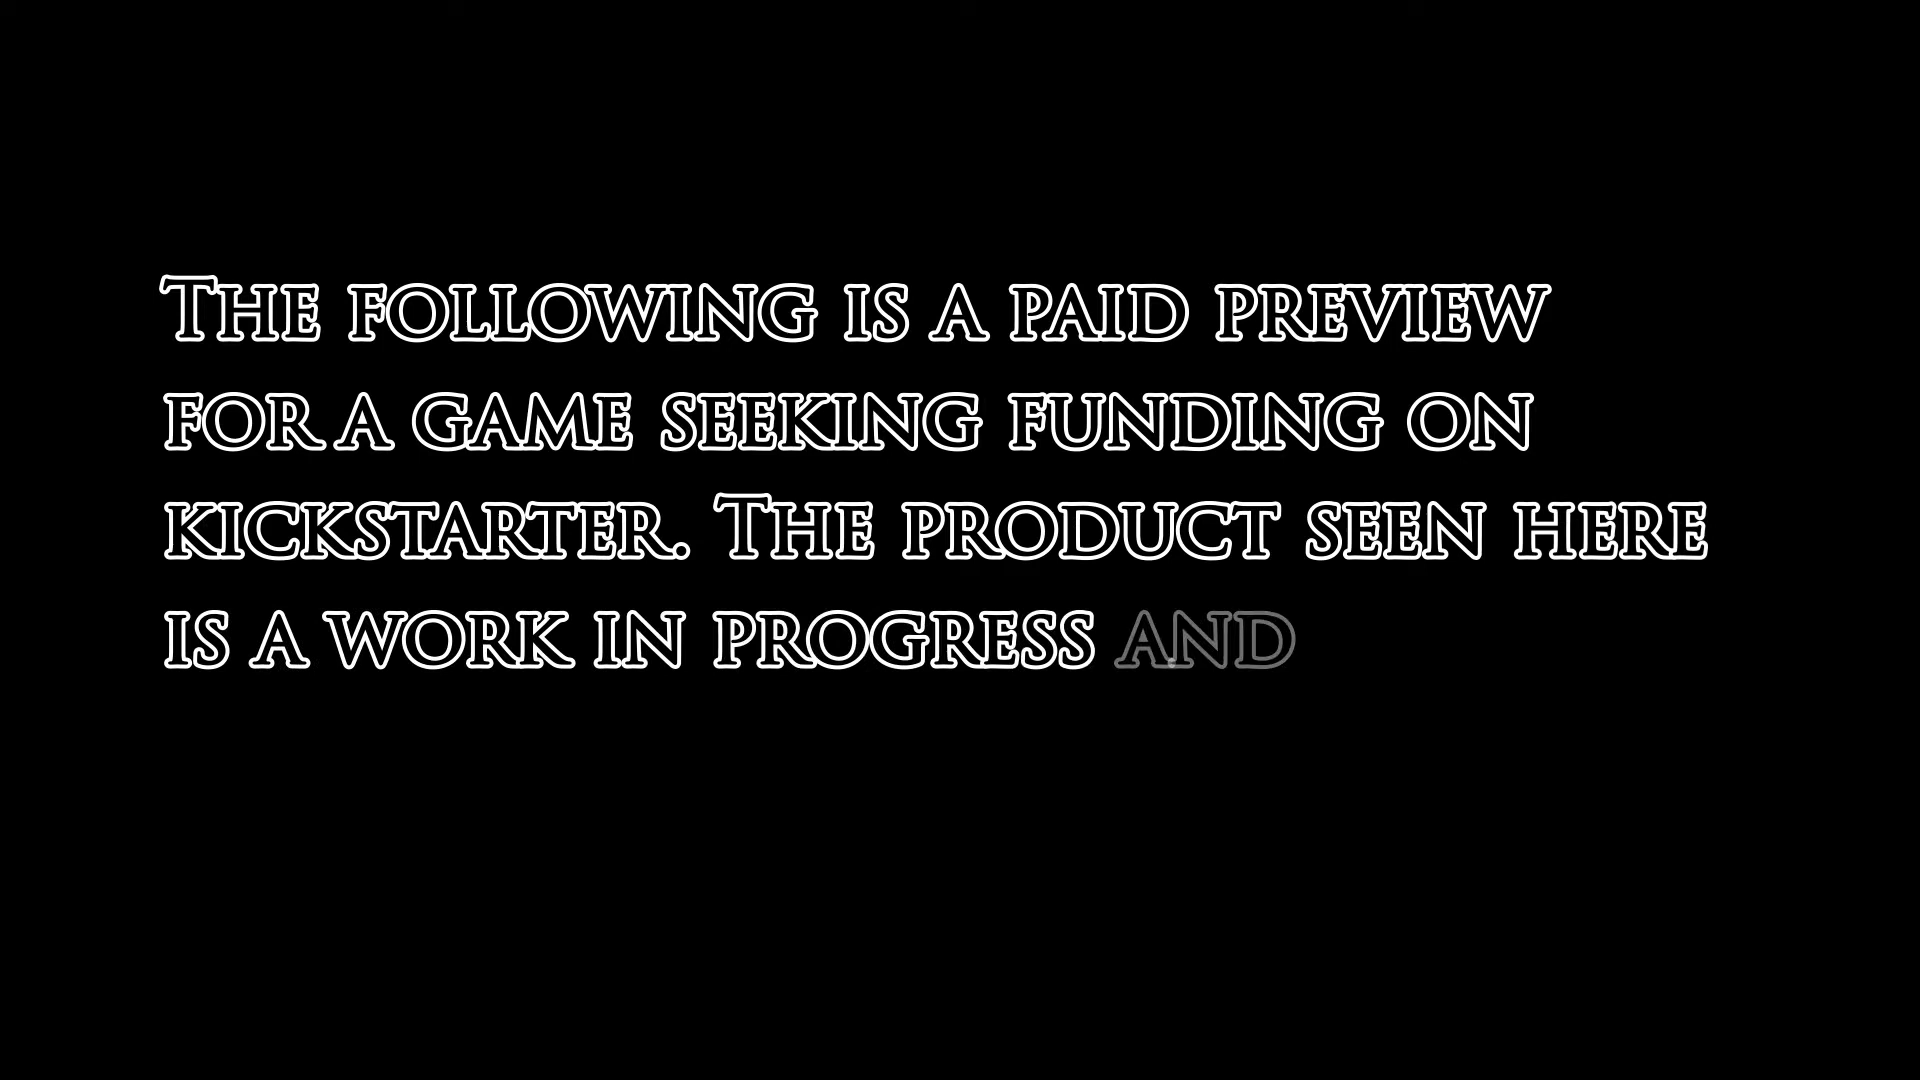 The following is a paid preview
for a game seeking funding on
kickstarter. The product seen here
is a work in progress and